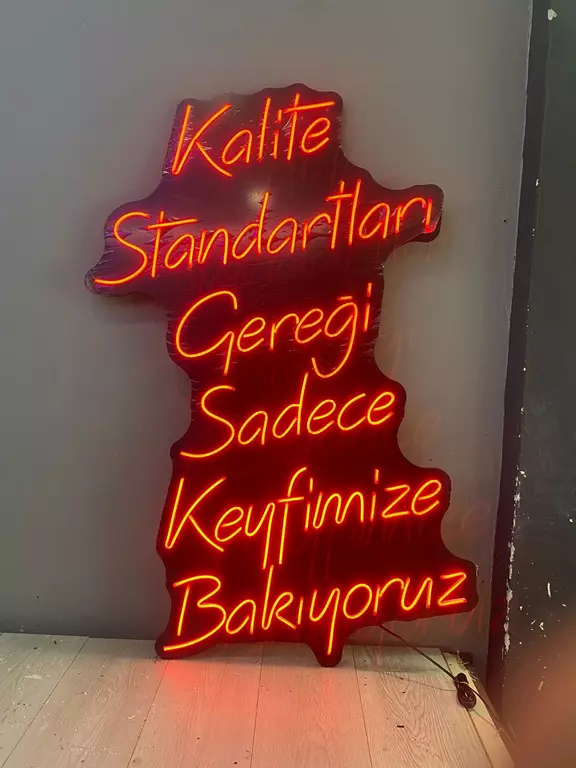 Kalite
Standartları
Gereği
Sadece
Keyfimize
Bakıyoruz